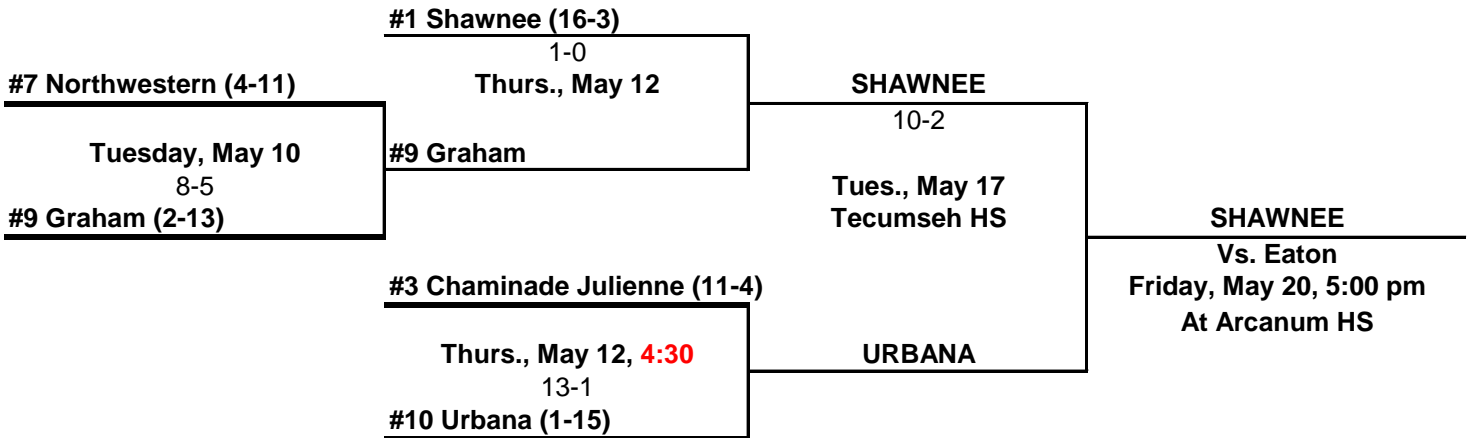 #1 Shawnee (16-3)
1-0
#7 Northwestern (4-11)
Thurs., May 12
SHAWNEE
10-2
Tuesday, May 10
#9 Graham
8-5
Tues., May 17
#9 Graham (2-13)
Tecumseh HS
SHAWNEE
Vs. Eaton
#3 Chaminade Julienne (11-4)
Friday, May 20, 5:00 pm
At Arcanum HS
Thurs., May 12, 4:30
URBANA
13-1
#10 Urbana (1-15)